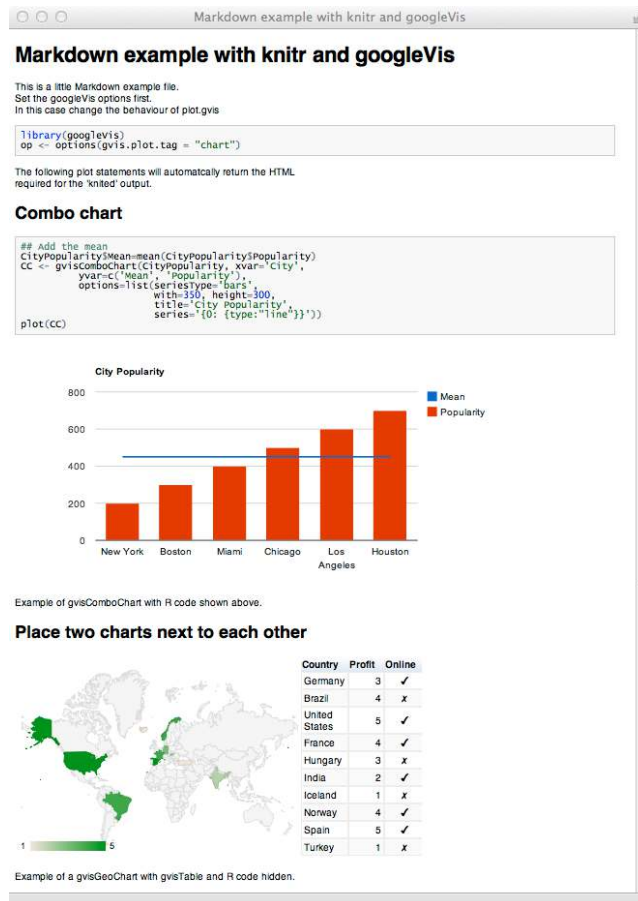 Markdown example with knitr and googleVis
Markdown example with knitr and googleVis
This is a little Markdown example file.
Set the googleVis options first.
In this case change the behaviour of plot.gvis
library(googleVis)
op <- options(gvis.plot.tag = "chart")
The following plot statements will automatcally return the HTML
required for the 'knited' output.
Combo chart
## Add the mean
CityPopularity$Mean=mean(CityPopularity$Popularity)
CC <- gvisComboChart(CityPopularity, xvar='City',
yvar=c('Mean', 'Popularity'),
options=list(seriesType='bars',
with=350, height=300,
title='City Popularity',
series='{0: {type:"line"}}'))
plot(CC)
City Popularity
800
600
400
200
0
Mean
Popularity
New York Boston Miami Chicago Los Angeles Houston
Example of gvisComboChart with R code shown above.
Place two charts next to each other
Country Profit Online
Germany 3 ✓
Brazil 4 x
United States 5 ✓
France 4 ✓
Hungary 3 x
India 2 ✓
Iceland 1 x
Norway 4 ✓
Spain 5 ✓
Turkey 1 x
1 5
Example of a gvisGeoChart with gvisTable and R code hidden.